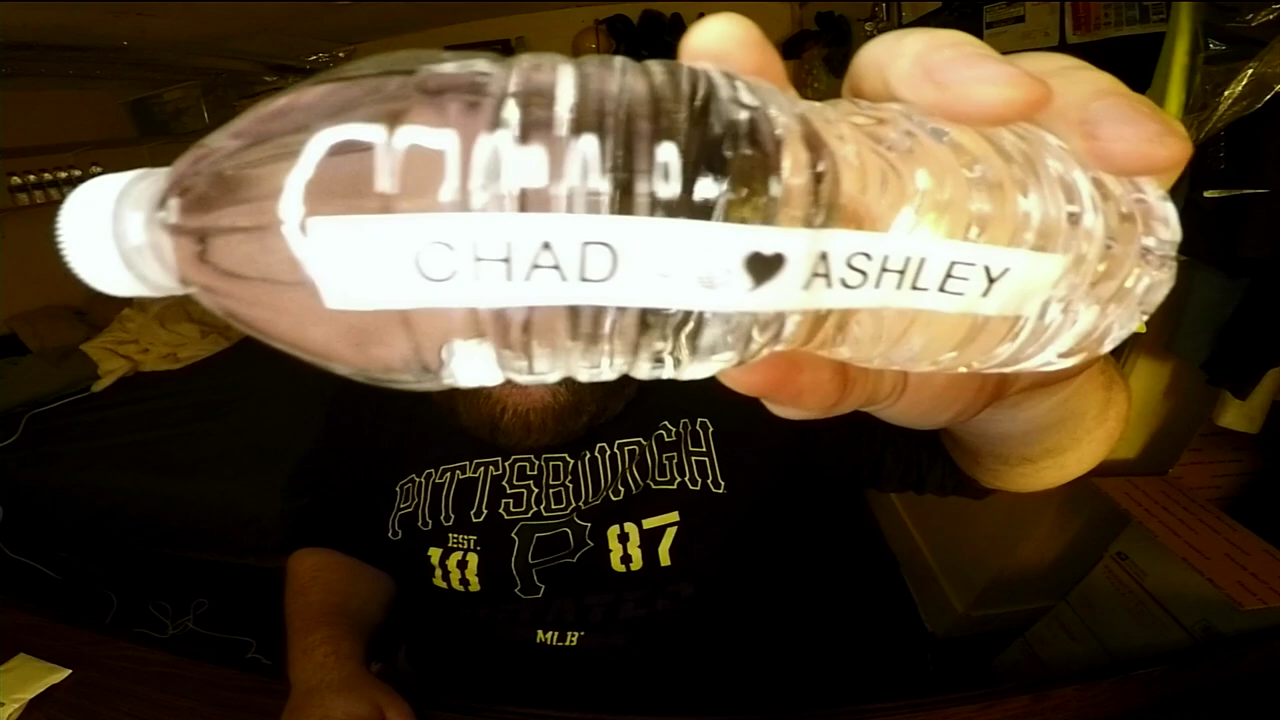 CHAD ♥ ASHLEY
PITTSBURGH
EST.
18 P 87
MLB